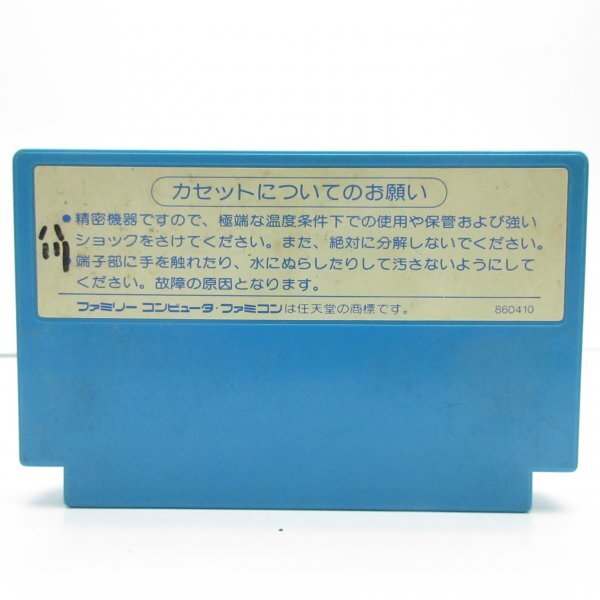 カセットについてのお願い
●精密機器ですので、極端な温度条件下での使用や保管および強い
ショックをさけてください。また、絶対に分解しないでください。
端子部に手を触れたり、水にぬらしたりして汚さないようにして
ください。故障の原因となります。
ファミリー コンピュータ・ファミコンは任天堂の商標です。 860410